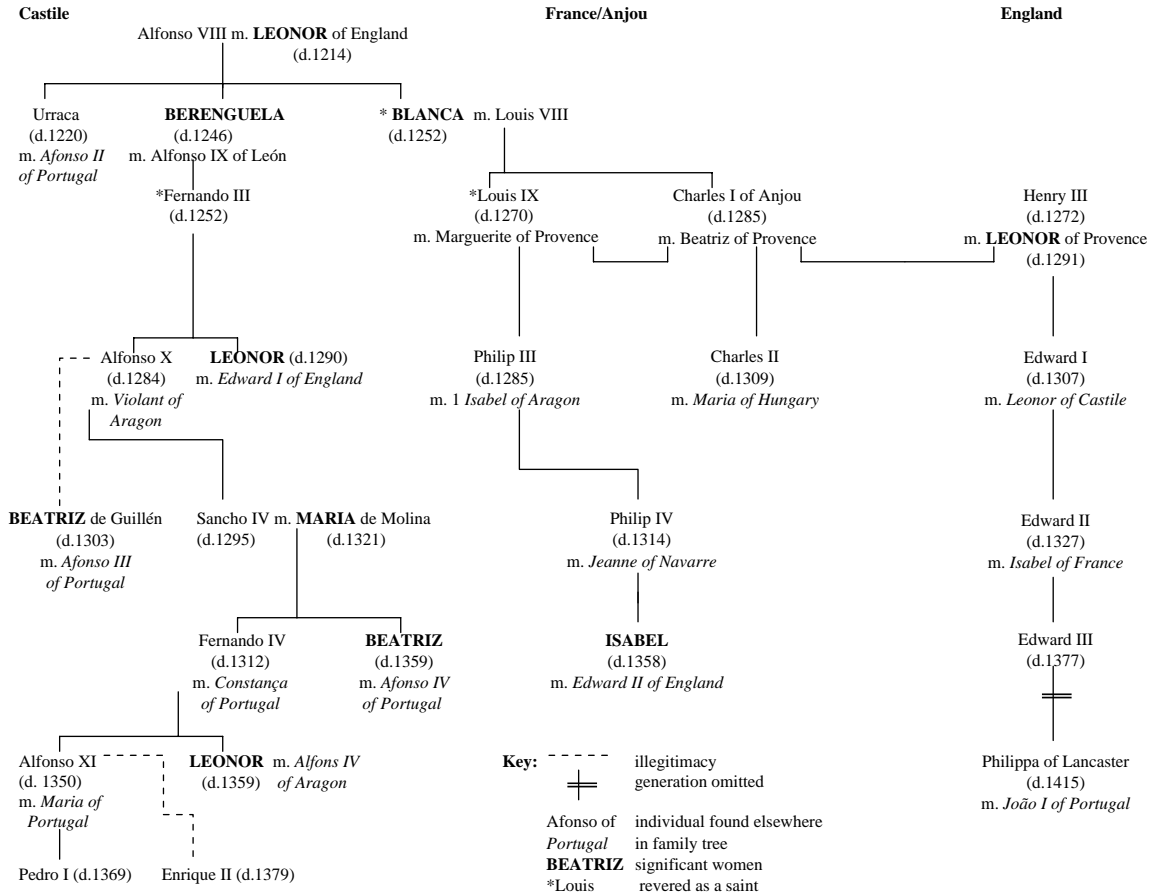 Castile France/Anjou England
Alfonso VIII m. LEONOR of England
(d.1214)
Urraca BERENGUELA * BLANCA m. Louis VIII
(d.1220) (d.1246) (d.1252)
m. Afonso II m. Alfonso IX of León
of Portugal
*Fernando III *Louis IX Charles I of Anjou Henry III
(d.1252) (d.1270) (d.1285) (d.1272)
m. Marguerite of Provence m. Beatriz of Provence m. LEONOR of Provence
(d.1291)
Alfonso X LEONOR (d.1290) Philip III Charles II Edward I
(d.1284) m. Edward I of England (d.1285) (d.1309) (d.1307)
m. Violant of m. 1 Isabel of Aragon m. Maria of Hungary m. Leonor of Castile
Aragon
BEATRIZ de Guillén Sancho IV m. MARIA de Molina Philip IV Edward II
(d.1303) (d.1295) (d.1321) (d.1314) (d.1327)
m. Afonso III m. Jeanne of Navarre m. Isabel of France
of Portugal
Fernando IV BEATRIZ ISABEL Edward III
(d.1312) (d.1359) (d.1358) (d.1377)
m. Constança m. Afonso IV m. Edward II of England
of Portugal of Portugal
Alfonso XI LEONOR m. Alfons IV Key: illegitimacy Philippa of Lancaster
(d. 1350) (d.1359) of Aragon generation omitted (d.1415)
m. Maria of m. João I of Portugal
Portugal
Afonso of individual found elsewhere
Portugal in family tree
BEATRIZ significant women
Pedro I (d.1369) Enrique II (d.1379) *Louis revered as a saint